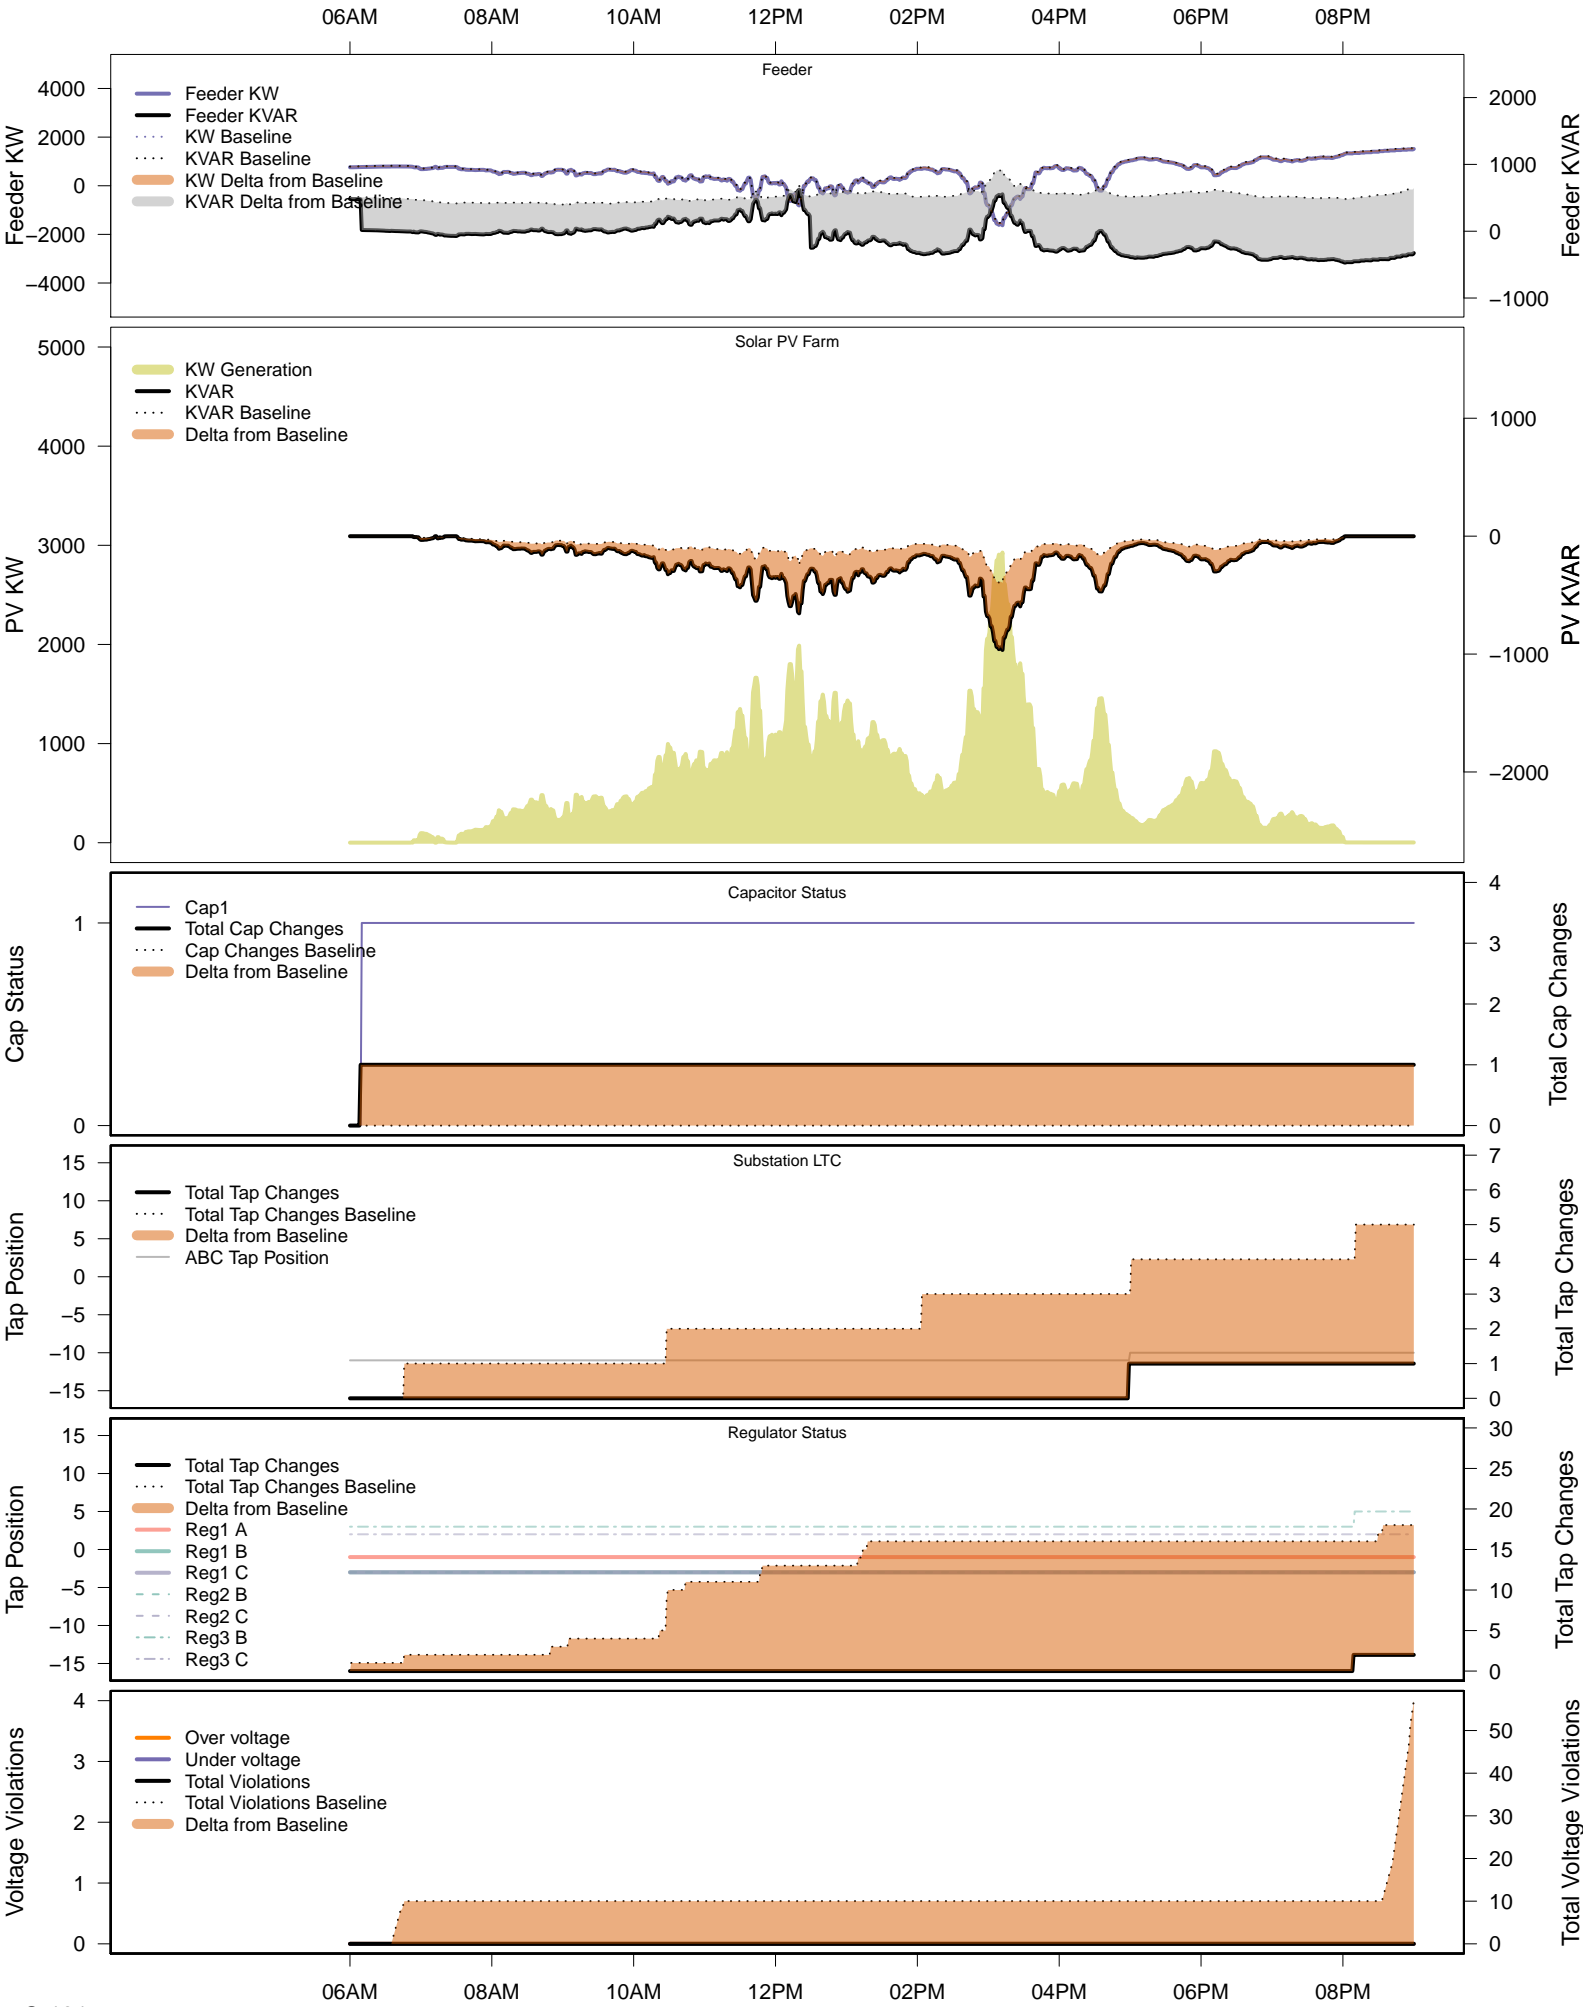 06AM 08AM 10AM 12PM 02PM 04PM 06PM 08PM
Feeder
Feeder KW
4000
2000
0
−2000
−4000
Feeder KW
Feeder KVAR
KW Baseline
KVAR Baseline
KW Delta from Baseline
KVAR Delta from Baseline
2000
1000
0
−1000
Feeder KVAR
Solar PV Farm
PV KW
5000
4000
3000
2000
1000
0
KW Generation
KVAR
KVAR Baseline
Delta from Baseline
1000
0
−1000
−2000
PV KVAR
Capacitor Status
Cap Status
1
0
Cap1
Total Cap Changes
Cap Changes Baseline
Delta from Baseline
4
3
2
1
0
Total Cap Changes
Substation LTC
Tap Position
15
10
5
0
−5
−10
−15
Total Tap Changes
Total Tap Changes Baseline
Delta from Baseline
ABC Tap Position
7
6
5
4
3
2
1
0
Total Tap Changes
Regulator Status
Tap Position
15
10
5
0
−5
−10
−15
Total Tap Changes
Total Tap Changes Baseline
Delta from Baseline
Reg1 A
Reg1 B
Reg1 C
Reg2 B
Reg2 C
Reg3 B
Reg3 C
30
25
20
15
10
5
0
Total Tap Changes
Voltage Violations
4
3
2
1
0
Over voltage
Under voltage
Total Violations
Total Violations Baseline
Delta from Baseline
50
40
30
20
10
0
Total Voltage Violations
06AM 08AM 10AM 12PM 02PM 04PM 06PM 08PM